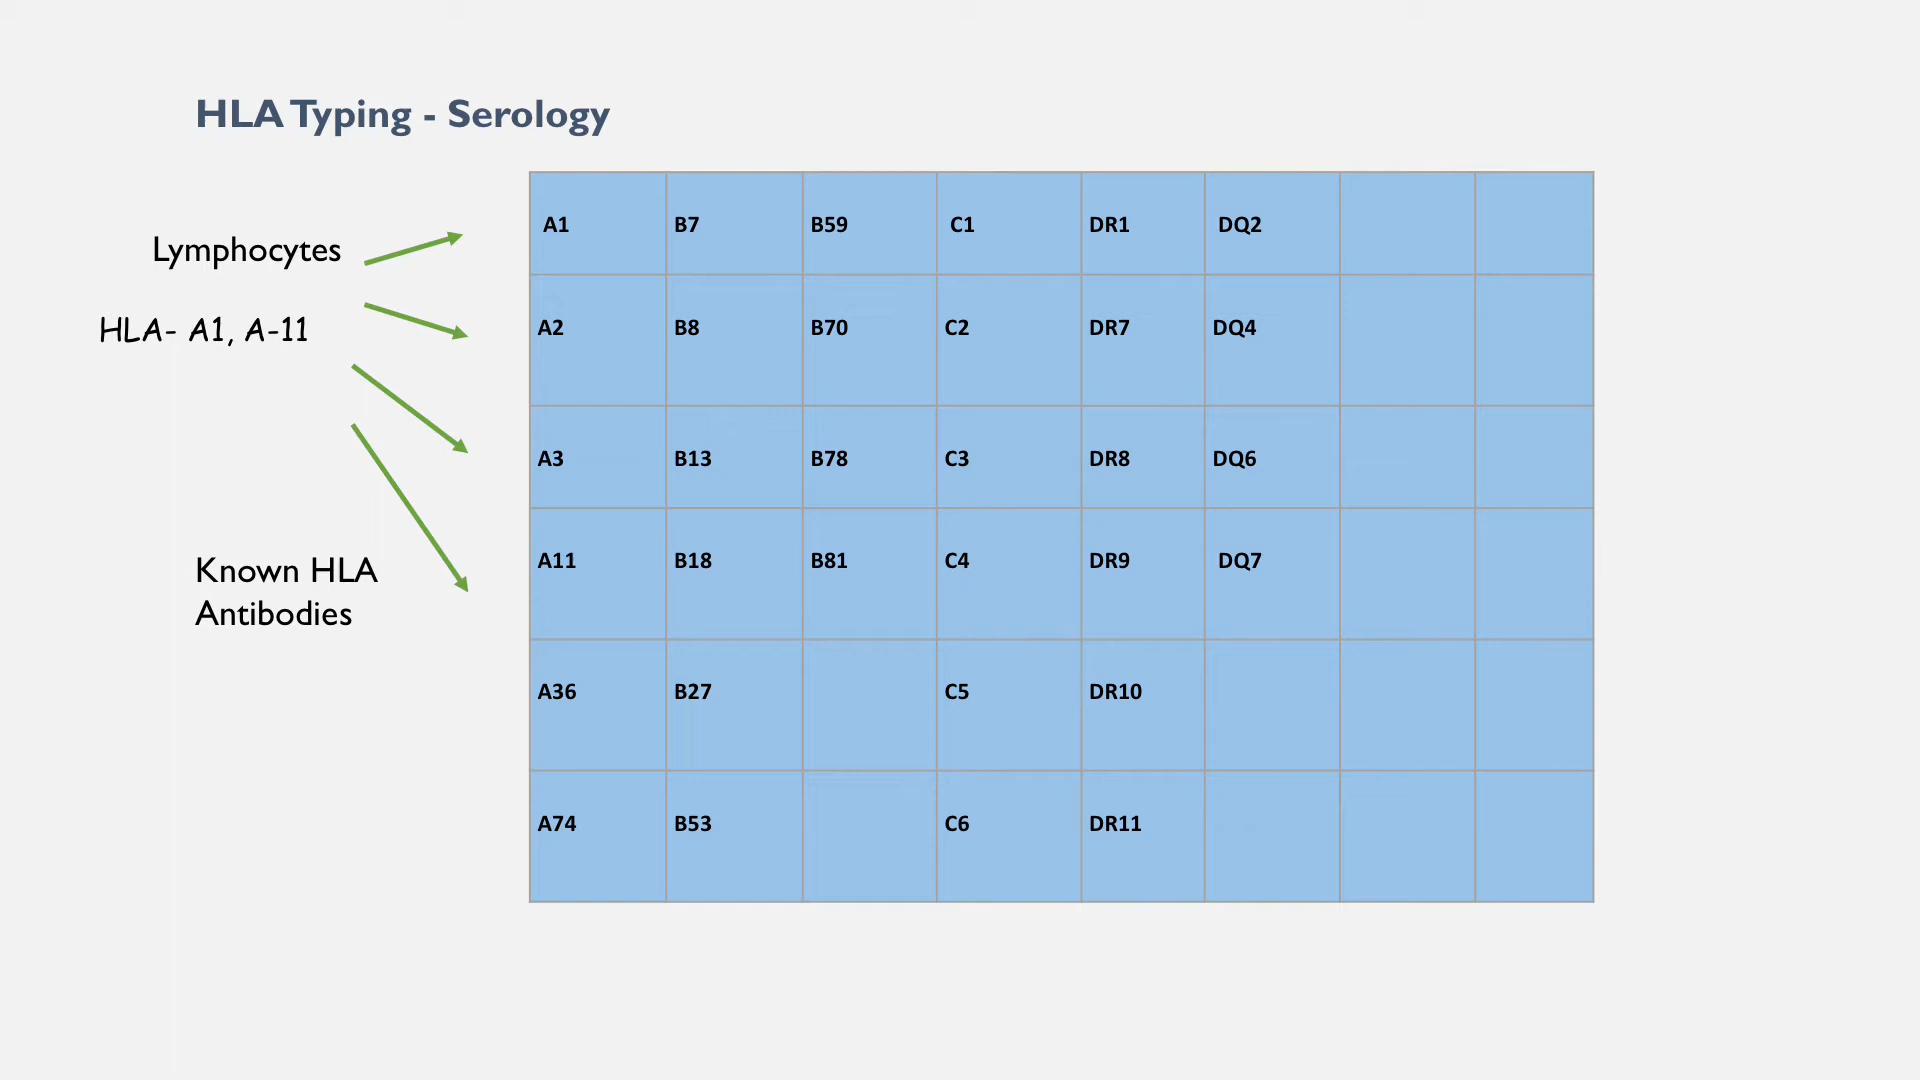 HLA Typing - Serology
Lymphocytes
HLA- A1, A-11
Known HLA
Antibodies
A1 B7 B59 C1 DR1 DQ2
A2 B8 B70 C2 DR7 DQ4
A3 B13 B78 C3 DR8 DQ6
A11 B18 B81 C4 DR9 DQ7
A36 B27 C5 DR10
A74 B53 C6 DR11